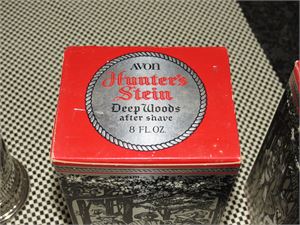 AVON
Hunter's
Stein
Deep Woods
after shave
8 FL. OZ.